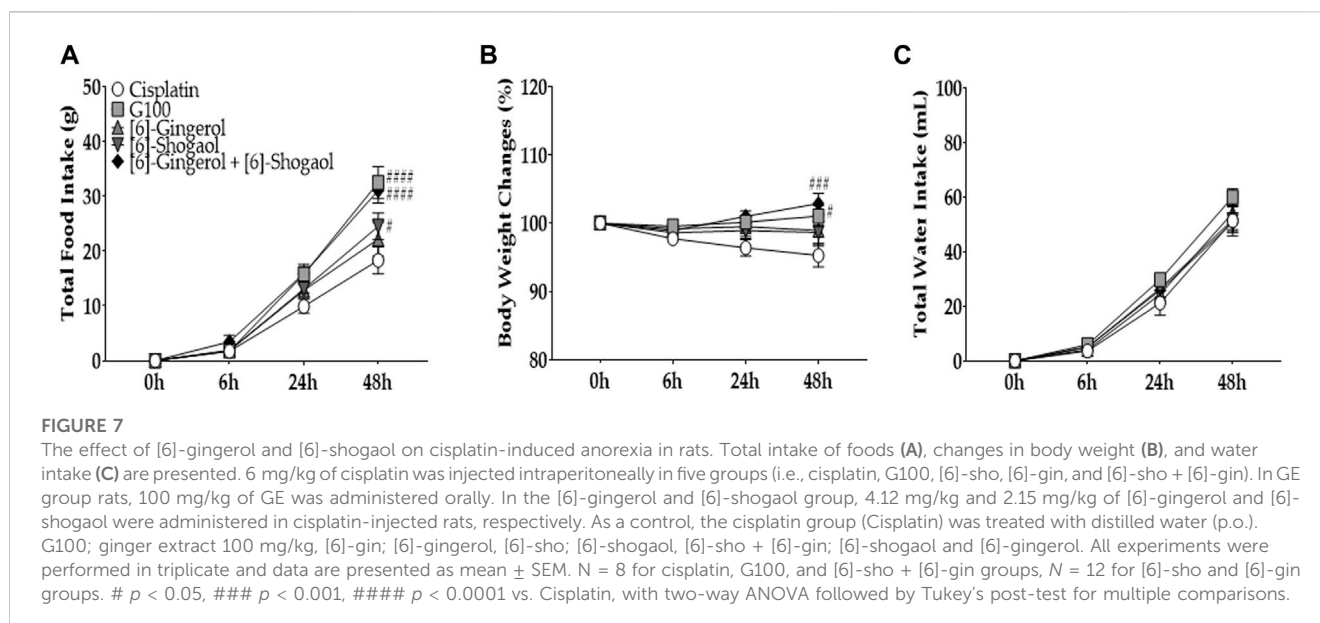 A
Total Food Intake (g)
50
40
30
20
10
0
Cisplatin
G100
[6]-Gingerol
[6]-Shogaol
[6]-Gingerol + [6]-Shogaol
####
####
#
0h 6h 24h 48h
B
Body Weight Changes (%)
120
110
100
90
80
###
#
0h 6h 24h 48h
C
Total Water Intake (mL)
100
80
60
40
20
0
0h 6h 24h 48h
FIGURE 7
The effect of [6]-gingerol and [6]-shogaol on cisplatin-induced anorexia in rats. Total intake of foods (A), changes in body weight (B), and water
intake (C) are presented. 6 mg/kg of cisplatin was injected intraperitoneally in five groups (i.e., cisplatin, G100, [6]-sho, [6]-gin, and [6]-sho + [6]-gin). In GE
group rats, 100 mg/kg of GE was administered orally. In the [6]-gingerol and [6]-shogaol group, 4.12 mg/kg and 2.15 mg/kg of [6]-gingerol and [6]-
shogaol were administered in cisplatin-injected rats, respectively. As a control, the cisplatin group (Cisplatin) was treated with distilled water (p.o.).
G100; ginger extract 100 mg/kg, [6]-gin; [6]-gingerol, [6]-sho; [6]-shogaol, [6]-sho + [6]-gin; [6]-shogaol and [6]-gingerol. All experiments were
performed in triplicate and data are presented as mean ± SEM. N = 8 for cisplatin, G100, and [6]-sho + [6]-gin groups, N = 12 for [6]-sho and [6]-gin
groups. # p < 0.05, ### p < 0.001, #### p < 0.0001 vs. Cisplatin, with two-way ANOVA followed by Tukey's post-test for multiple comparisons.